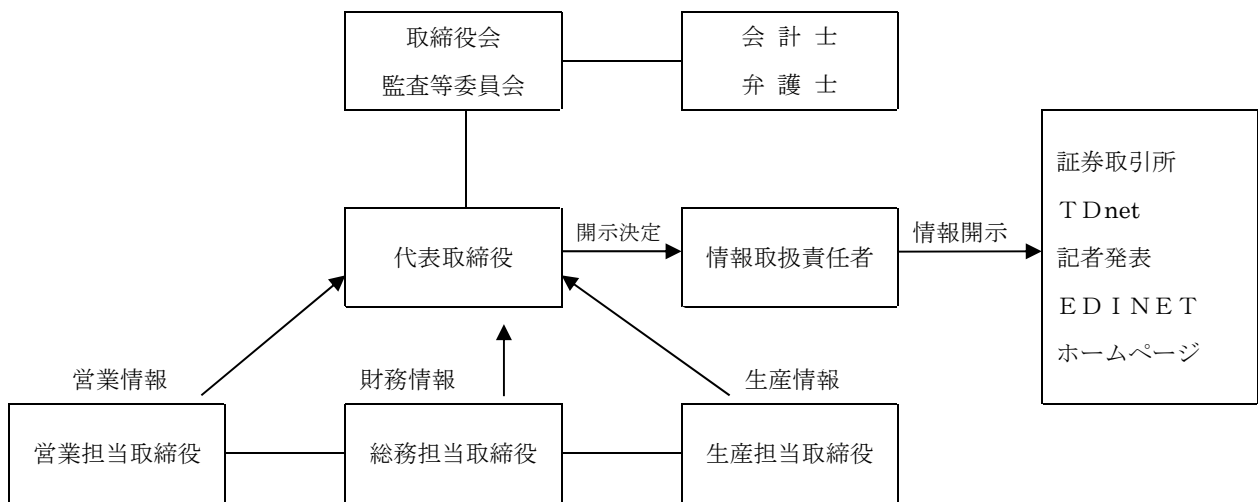 取締役会
監査等委員会
会 計 士
弁 護 士
代表取締役
開示決定
情報取扱責任者
情報開示
証券取引所
ＴＤnet
記者発表
ＥＤＩＮＥＴ
ホームページ
営業情報
財務情報
生産情報
営業担当取締役
総務担当取締役
生産担当取締役